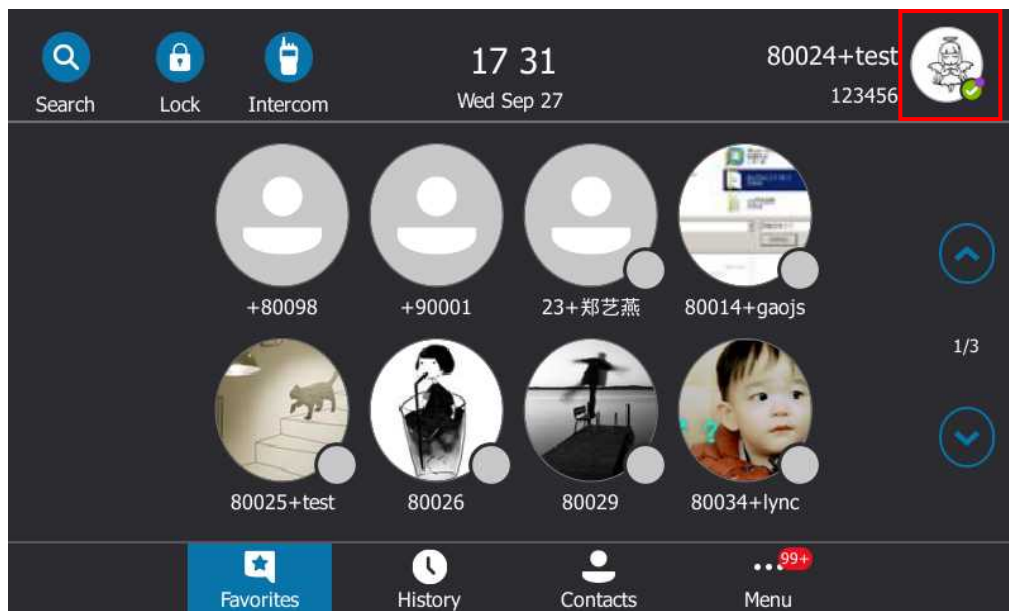 17 31
80024+test
Search
Lock
Intercom
Wed Sep 27
123456
+80098
+90001
23+郑艺燕
80014+gaojs
1/3
80025+test
80026
80029
80034+lync
99+
Favorites
History
Contacts
Menu